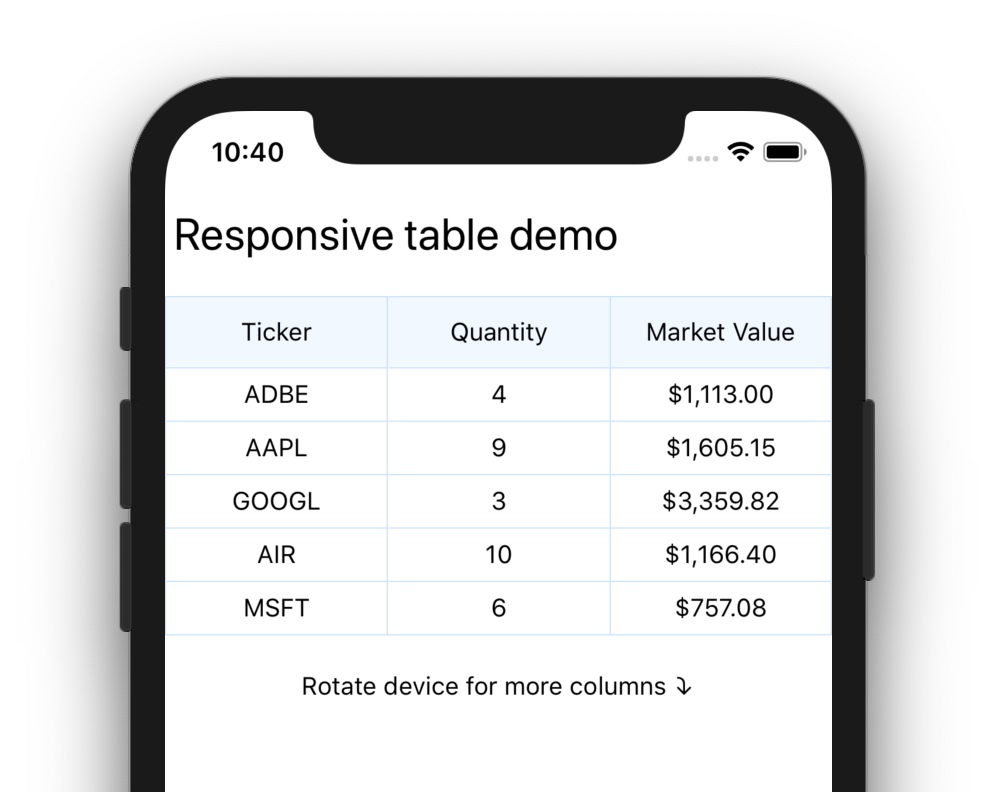 10:40
Responsive table demo
Ticker Quantity Market Value
ADBE 4 $1,113.00
AAPL 9 $1,605.15
GOOGL 3 $3,359.82
AIR 10 $1,166.40
MSFT 6 $757.08
Rotate device for more columns ⤵